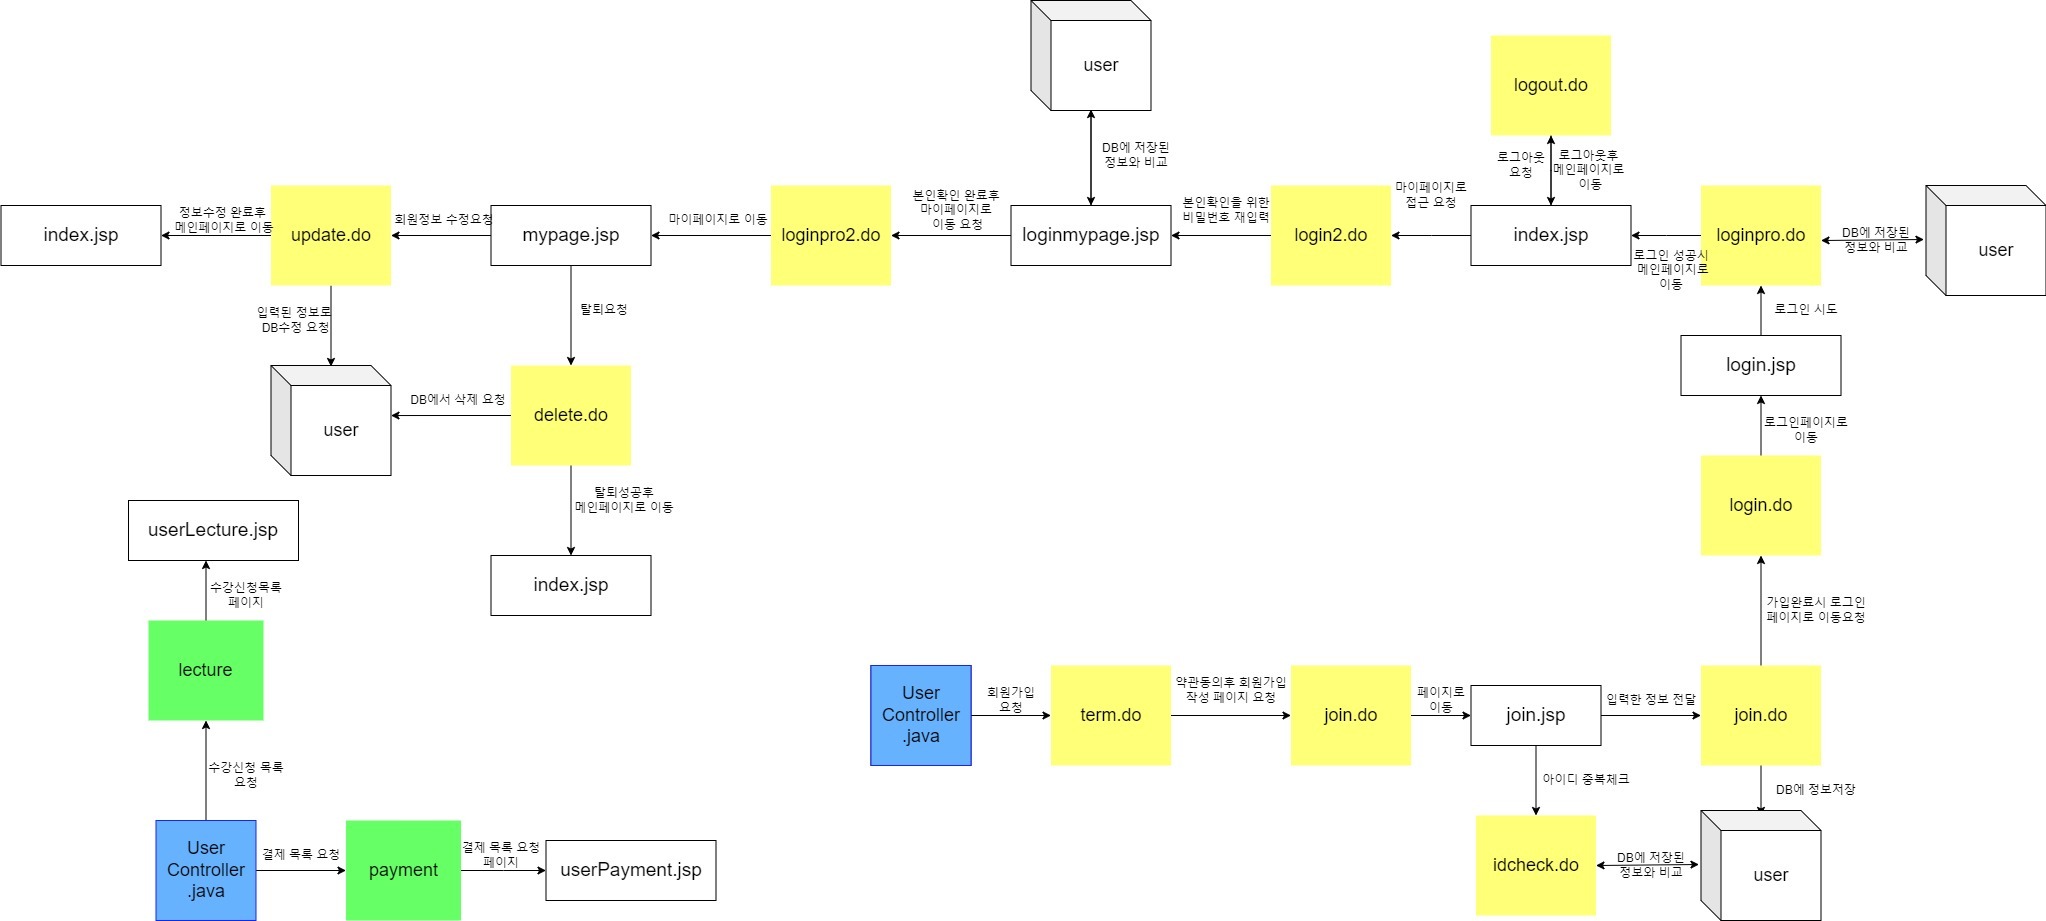 user
logout.do
DB에 저장된
정보와 비교
로그아웃
요청
로그아웃후
메인페이지로
이동
index.jsp
정보수정 완료후
메인페이지로 이동
update.do
회원정보 수정요청
mypage.jsp
마이페이지로 이동
loginpro2.do
본인확인 완료후
마이페이지로
이동 요청
loginmypage.jsp
본인확인을 위한
비밀번호 재입력
login2.do
마이페이지로
접근 요청
index.jsp
로그인 성공시
메인페이지로
이동
loginpro.do
DB에 저장된
정보와 비교
user
입력된 정보로
DB수정 요청
탈퇴요청
로그인 시도
login.jsp
user
DB에서 삭제 요청
delete.do
로그인페이지로
이동
탈퇴성공후
메인페이지로 이동
login.do
userLecture.jsp
index.jsp
수강신청목록
페이지
가입완료시 로그인
페이지로 이동요청
lecture
User
Controller
.java
회원가입
요청
term.do
약관동의후 회원가입
작성 페이지 요청
join.do
페이지로
이동
join.jsp
입력한 정보 전달
join.do
수강신청 목록
요청
아이디 중복체크
DB에 정보저장
User
Controller
.java
결제 목록 요청
payment
결제 목록 요청
페이지
userPayment.jsp
idcheck.do
DB에 저장된
정보와 비교
user